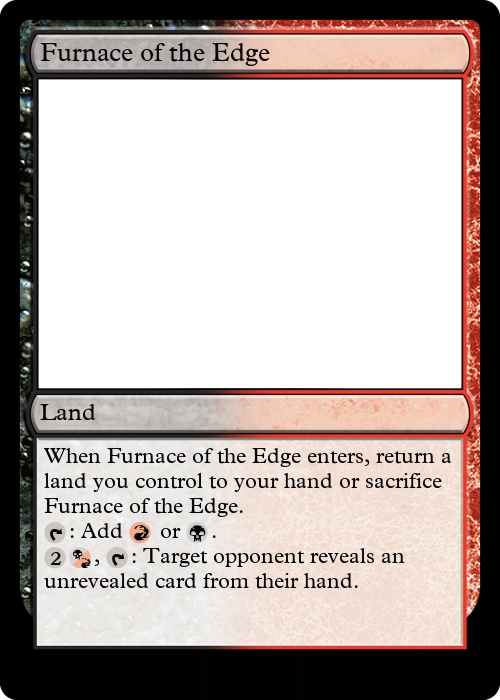 Furnace of the Edge
Land
When Furnace of the Edge enters, return a
land you control to your hand or sacrifice
Furnace of the Edge.
: Add or .
2 , : Target opponent reveals an
unrevealed card from their hand.